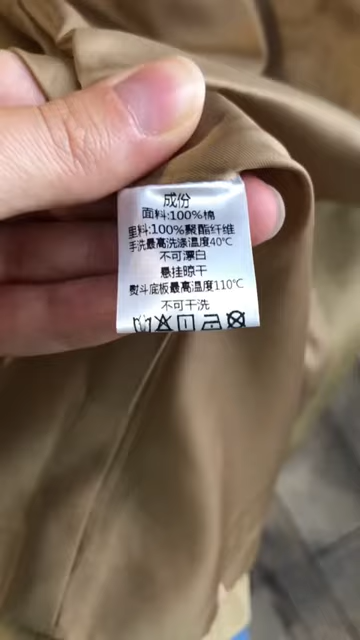 成份
面料:100%棉
里料:100%聚酯纤维
手洗最高洗涤温度40℃
不可漂白
悬挂晾干
熨斗底板最高温度110℃
不可干洗